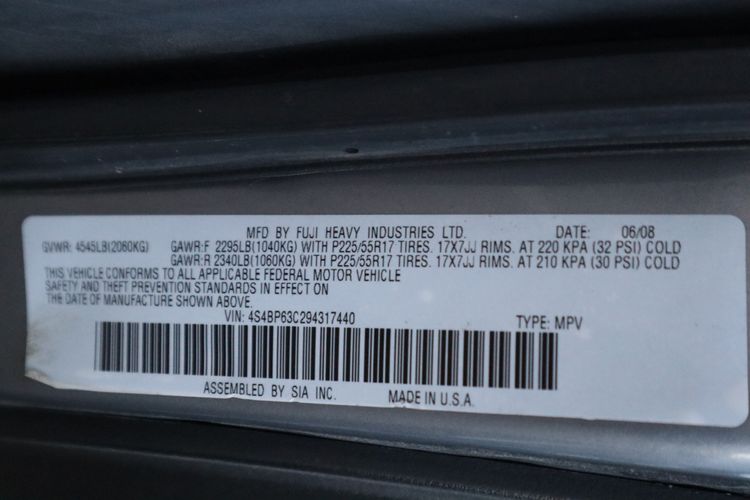 MFD BY FUJI HEAVY INDUSTRIES LTD. DATE: 06/08
GVWR: 4545LB(2060KG) GAWR:F 2295LB(1040KG) WITH P225/55R17 TIRES. 17X7JJ RIMS. AT 220 KPA (32 PSI) COLD
GAWR:R 2340LB(1060KG) WITH P225/55R17 TIRES. 17X7JJ RIMS. AT 210 KPA (30 PSI) COLD
THIS VEHICLE CONFORMS TO ALL APPLICABLE FEDERAL MOTOR VEHICLE
SAFETY AND THEFT PREVENTION STANDARDS IN EFFECT ON
THE DATE OF MANUFACTURE SHOWN ABOVE.
VIN: 4S4BP63C294317440 TYPE: MPV
ASSEMBLED BY SIA INC. MADE IN U.S.A.